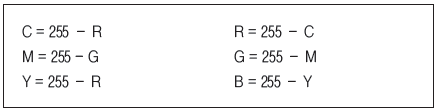 C = 255 − R R = 255 − C
M = 255 − G G = 255 − M
Y = 255 − R B = 255 − Y